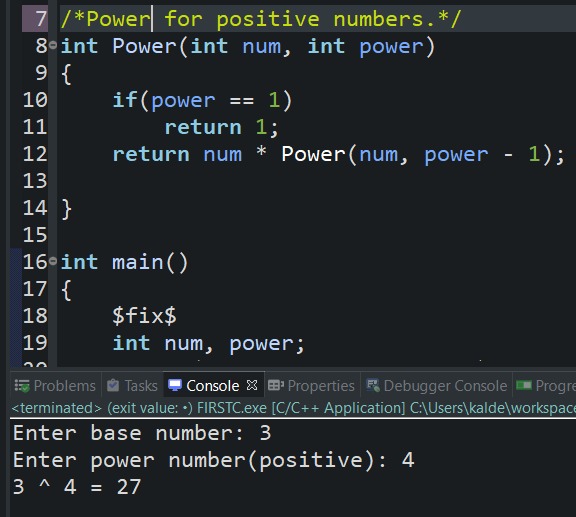 7 /*Power for positive numbers.*/
8 int Power(int num, int power)
9 {
10     if(power == 1)
11         return 1;
12     return num * Power(num, power - 1);
13
14 }
15
16 int main()
17 {
18     $fix$
19     int num, power;
Problems Tasks Console Properties Debugger Console Progre
<terminated> (exit value: •) FIRSTC.exe [C/C++ Application] C:\Users\kalde\workspace
Enter base number: 3
Enter power number(positive): 4
3 ^ 4 = 27